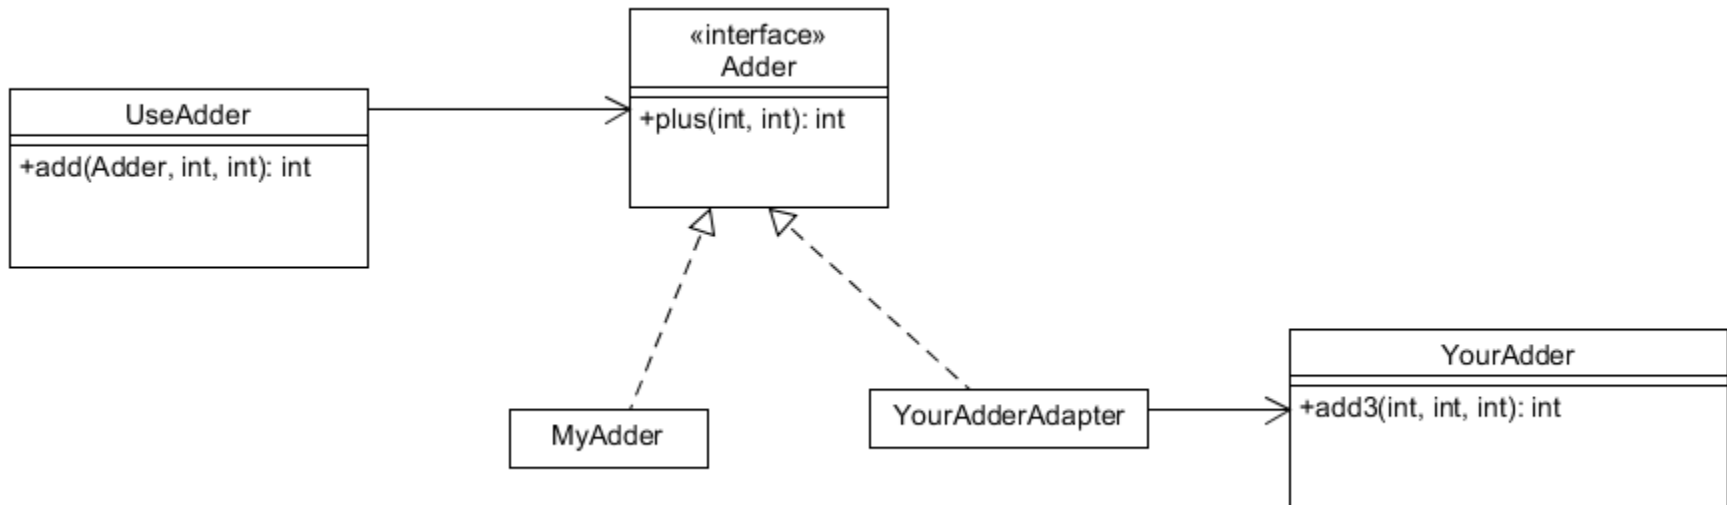 «interface»
Adder
+plus(int, int): int
UseAdder
+add(Adder, int, int): int
MyAdder
YourAdderAdapter
YourAdder
+add3(int, int, int): int